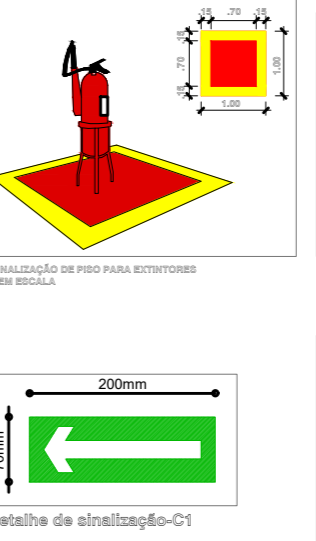 .15 .70 .15
.15
.70
.15
1.00
1.00
NALIZAÇÃO DE PISO PARA EXTINTORES
EM ESCALA
200mm
etalhe de sinalização-C1